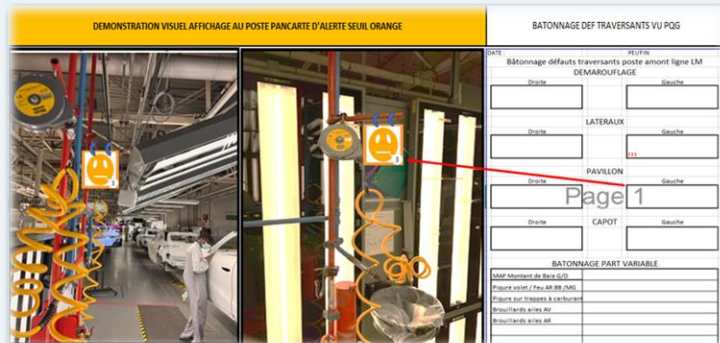 DEMONSTRATION VISUEL AFFICHAGE AU POSTE PANCARTE D'ALERTE SEUIL ORANGE
BATONNAGE DEF TRAVERSANTS VU PQG
DATE :
PEUFIN
Bâtonnage défauts traversants poste amont ligne LM
DEMAROUFLAGE
Droite Gauche
LATERAUX
Droite Gauche
III
PAVILLON
Droite Gauche
Page 1
CAPOT
Droite Gauche
BATONNAGE PART VARIABLE
MAP Montant de Baie G/D
Piqure volet / Feu AR BB /MG
Piqure sur trappes à carburant
Brouillards ailes AV
Brouillards ailes AR